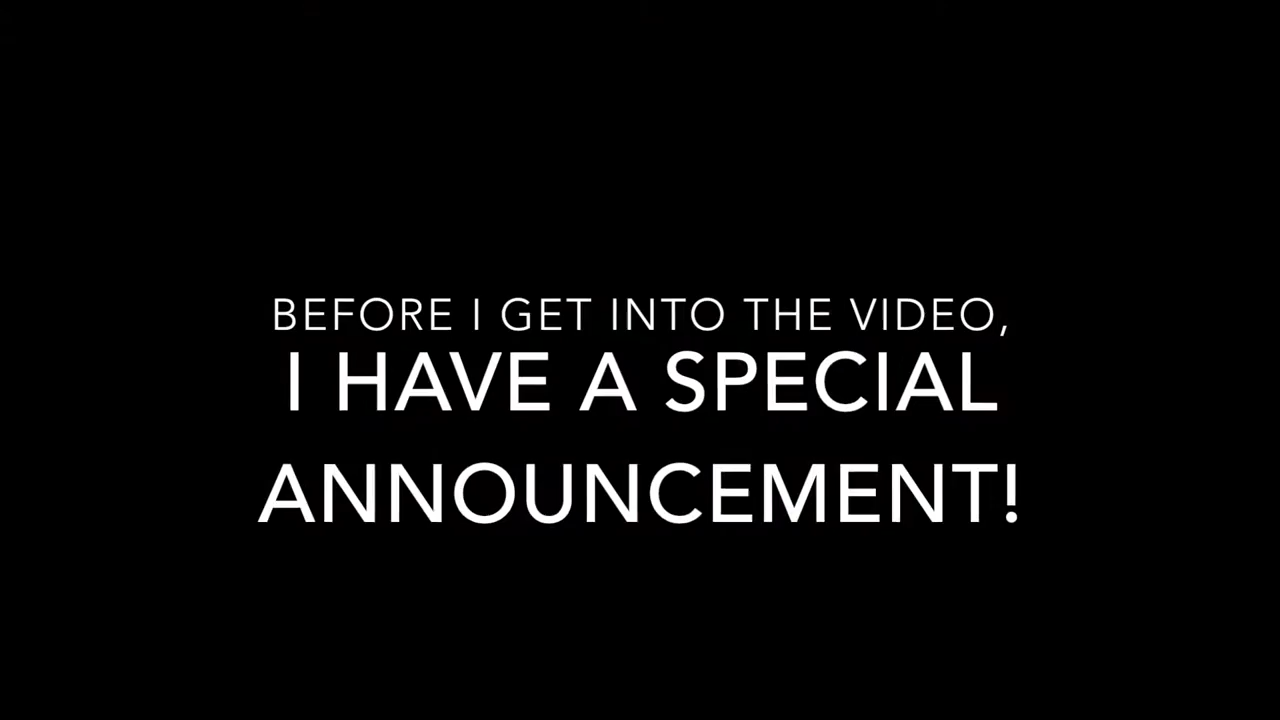 BEFORE I GET INTO THE VIDEO,
I HAVE A SPECIAL
ANNOUNCEMENT!